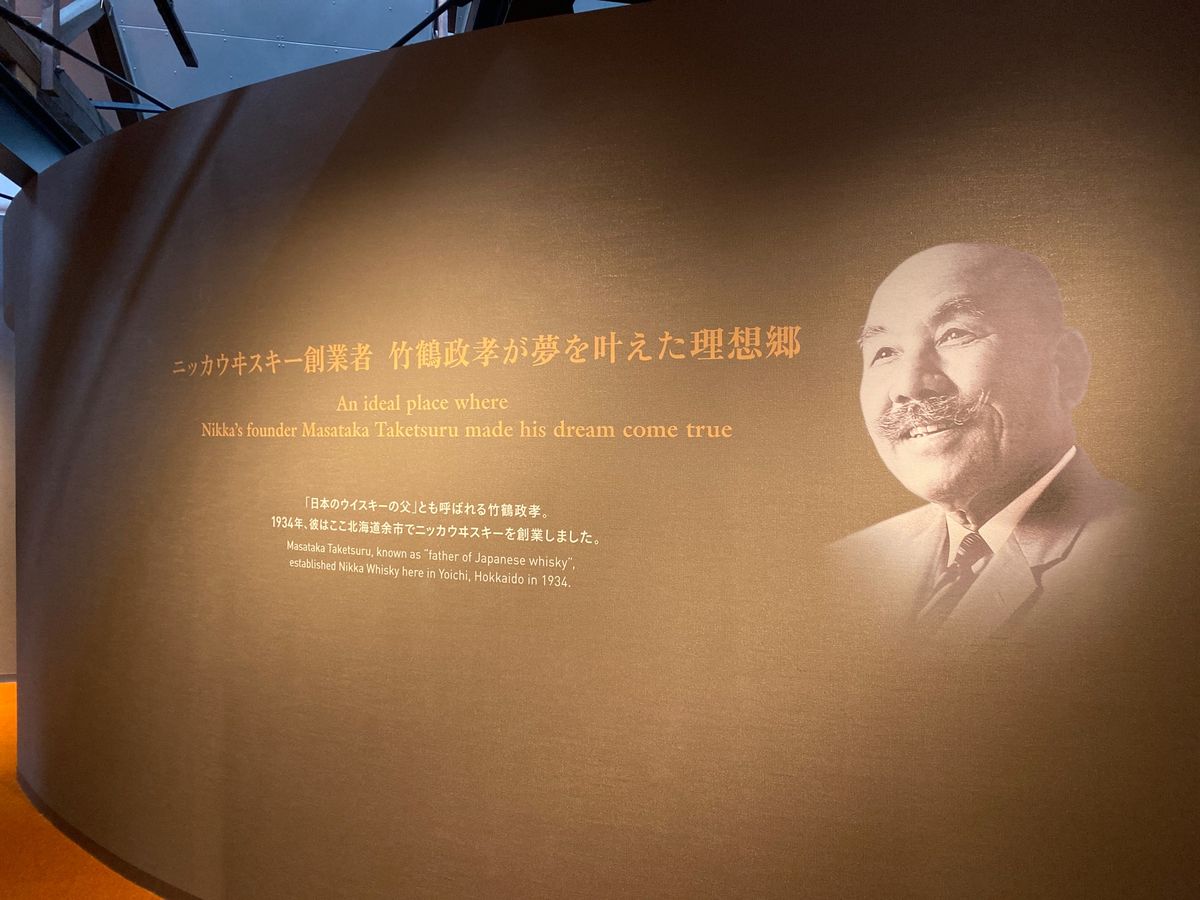 ニッカウヰスキー創業者 竹鶴政孝が夢を叶えた理想郷
An ideal place where
Nikka's founder Masataka Taketsuru made his dream come true
「日本のウイスキーの父」とも呼ばれる竹鶴政孝。
1934年、彼はここ北海道余市でニッカウヰスキーを創業しました。
Masataka Taketsuru, known as "father of Japanese whisky",
established Nikka Whisky here in Yoichi, Hokkaido in 1934.